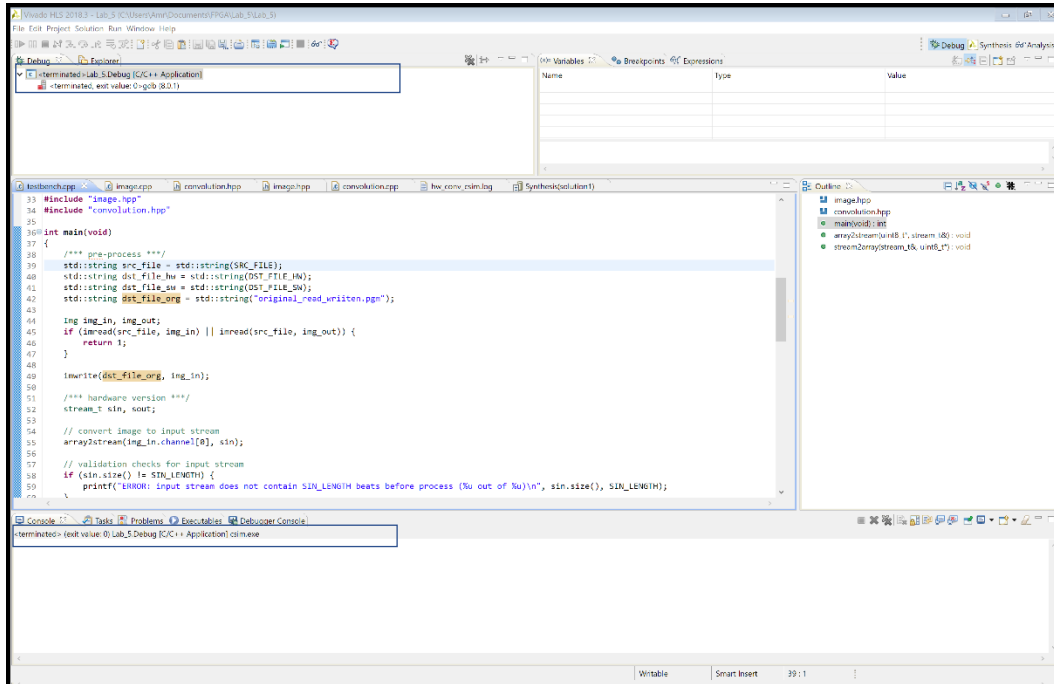 Vivado HLS 2018.3 - Lab_5 (C:\Users\Amr\Documents\FPGA\Lab_5\Lab_5)
File Edit Project Solution Run Window Help
Debug Synthesis Analysis
Debug Explorer
<terminated>Lab_5.Debug [C/C++ Application]
<terminated, exit value: 0>gdb (8.0.1)
(x)= Variables Breakpoints Expressions
Name Type Value
testbench.cpp image.cpp convolution.hpp image.hpp convolution.cpp hw_conv_csim.log Synthesis(solution1)
33 #include "image.hpp"
34 #include "convolution.hpp"
35
36 int main(void)
37 {
38 /*** pre-process ***/
39 std::string src_file = std::string(SRC_FILE);
40 std::string dst_file_hw = std::string(DST_FILE_HW);
41 std::string dst_file_sw = std::string(DST_FILE_SW);
42 std::string dst_file_org = std::string("original_read_wriiten.pgm");
43
44 Img img_in, img_out;
45 if (imread(src_file, img_in) || imread(src_file, img_out)) {
46 return 1;
47 }
48
49 imwrite(dst_file_org, img_in);
50
51 /*** hardware version ***/
52 stream_t sin, sout;
53
54 // convert image to input stream
55 array2stream(img_in.channel[0], sin);
56
57 // validation checks for input stream
58 if (sin.size() != SIN_LENGTH) {
59 printf("ERROR: input stream does not contain SIN_LENGTH beats before process (%u out of %u)\n", sin.size(), SIN_LENGTH);
Outline
image.hpp
convolution.hpp
main(void) : int
array2stream(uint8_t*, stream_t&) : void
stream2array(stream_t&, uint8_t*) : void
Console Tasks Problems Executables Debugger Console
<terminated> (exit value: 0) Lab_5.Debug [C/C++ Application] csim.exe
Writable Smart Insert 39 : 1